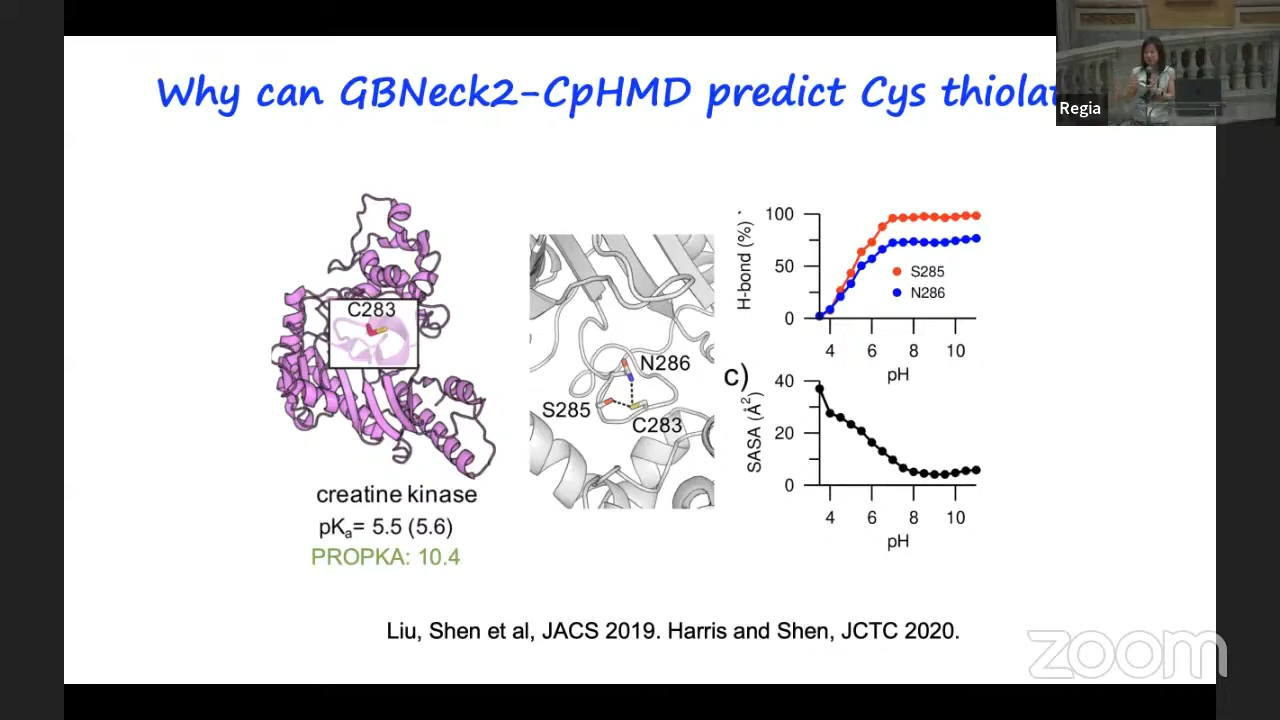 Why can GBNeck2-CpHMD predict Cys thiolat
Regia
C283
creatine kinase
pKa= 5.5 (5.6)
PROPKA: 10.4
N286
S285
C283
H-bond (%)
100
50
0
S285
N286
4 6 8 10
pH
c)
SASA (Å2)
40
20
0
4 6 8 10
pH
Liu, Shen et al, JACS 2019. Harris and Shen, JCTC 2020.
zoom